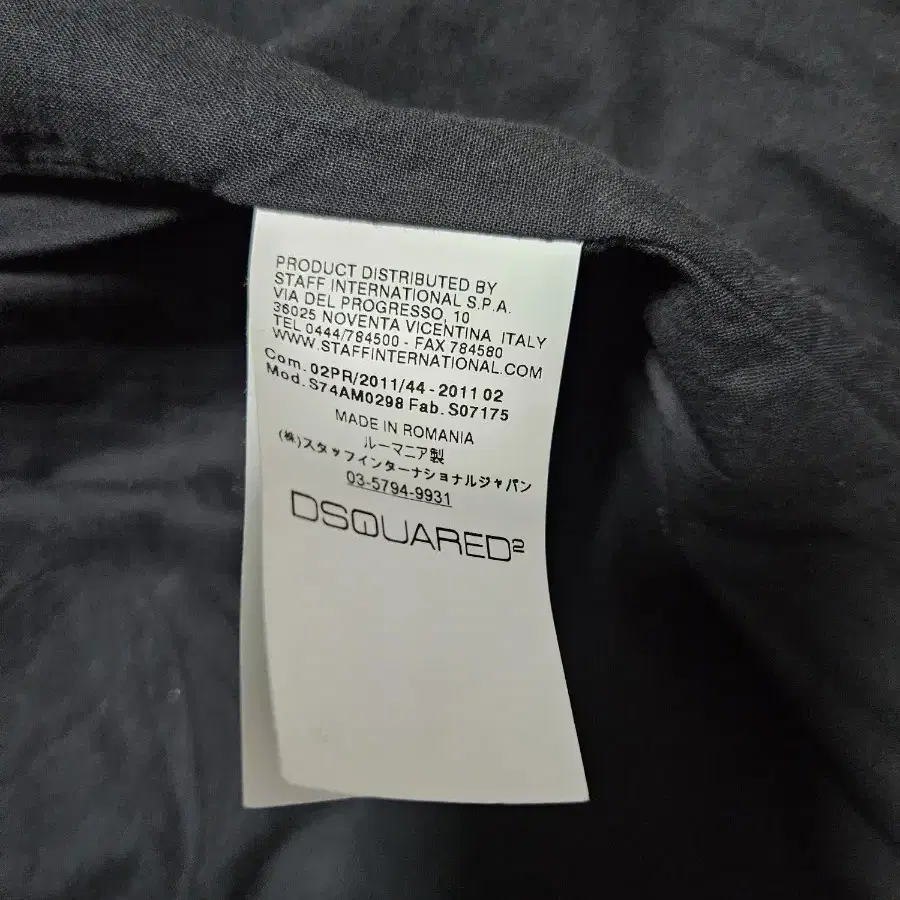 PRODUCT DISTRIBUTED BY
STAFF INTERNATIONAL S.P.A.
VIA DEL PROGRESSO, 10
36025 NOVENTA VICENTINA ITALY
TEL 0444/784500 - FAX 784580
WWW.STAFFINTERNATIONAL.COM
Com. 02PR/2011/44 - 2011 02
Mod. S74AM0298 Fab. S07175
MADE IN ROMANIA
ルーマニア製
(株)スタッフインターナショナルジャパン
03-5794-9931
DSQUARED2